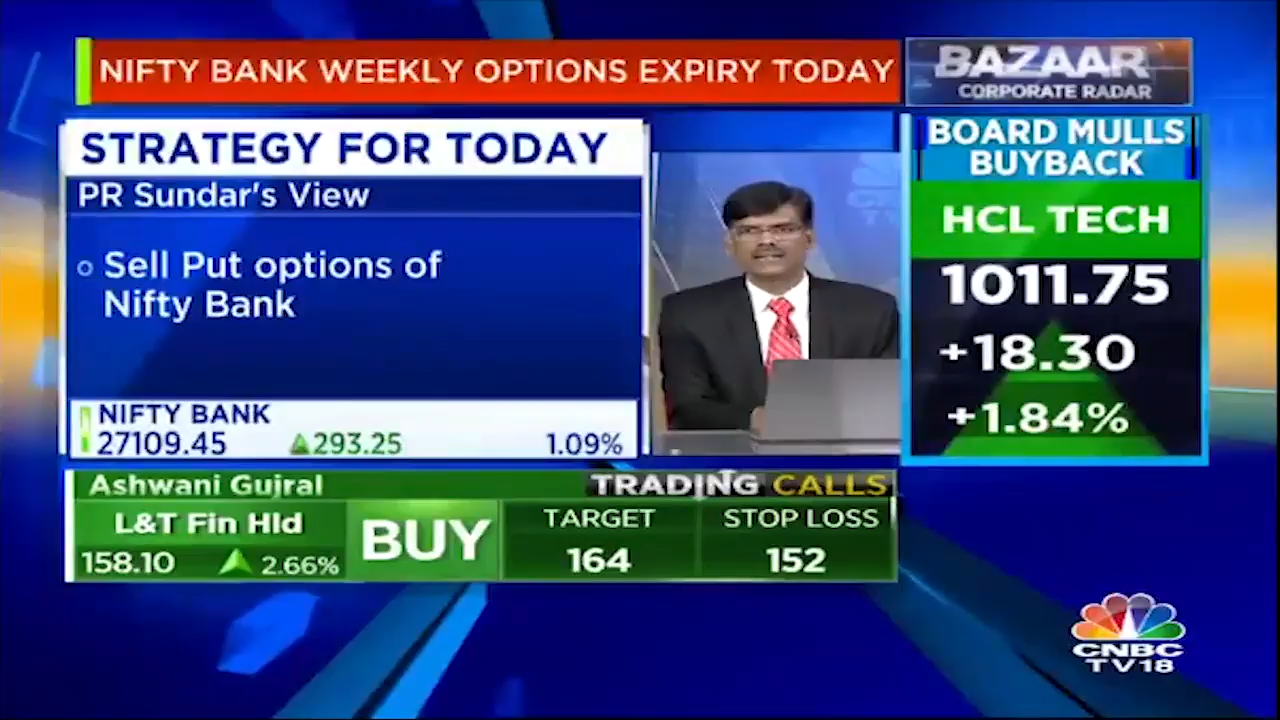 NIFTY BANK WEEKLY OPTIONS EXPIRY TODAY
BAZAAR
CORPORATE RADAR
STRATEGY FOR TODAY
PR Sundar's View
Sell Put options of
Nifty Bank
NIFTY BANK
27109.45 ▲293.25 1.09%
BOARD MULLS
BUYBACK
HCL TECH
1011.75
+18.30
+1.84%
Ashwani Gujral
TRADING CALLS
L&T Fin Hld
158.10 ▲ 2.66%
BUY
TARGET
164
STOP LOSS
152
CNBC
TV18